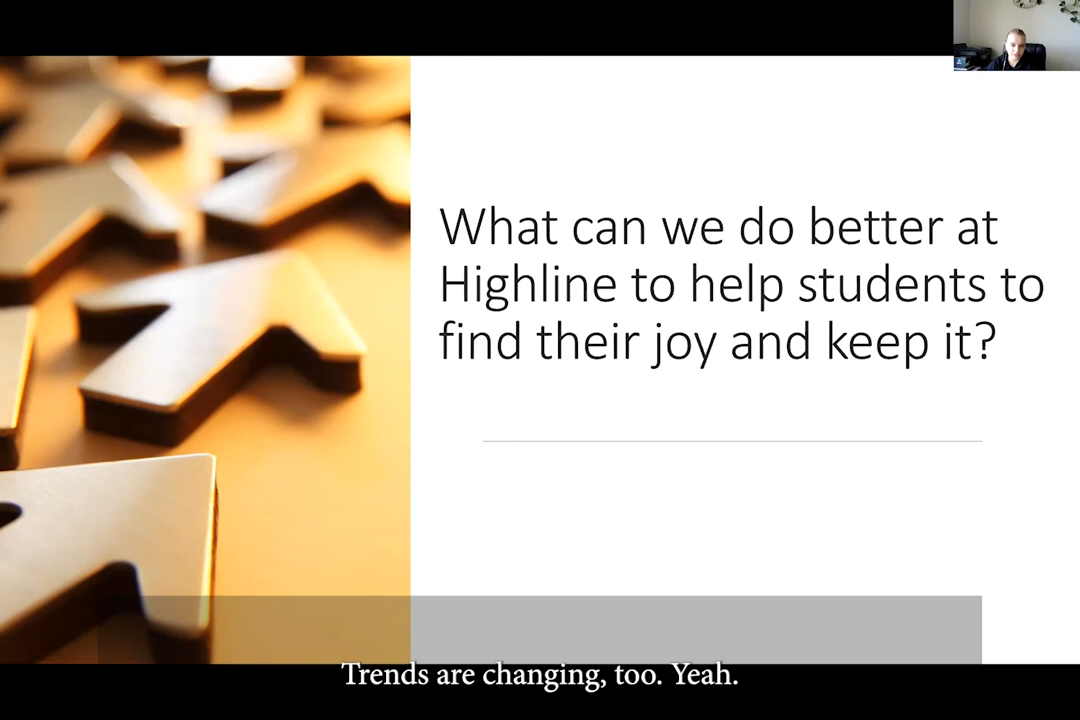 What can we do better at
Highline to help students to
find their joy and keep it?
Trends are changing, too. Yeah.